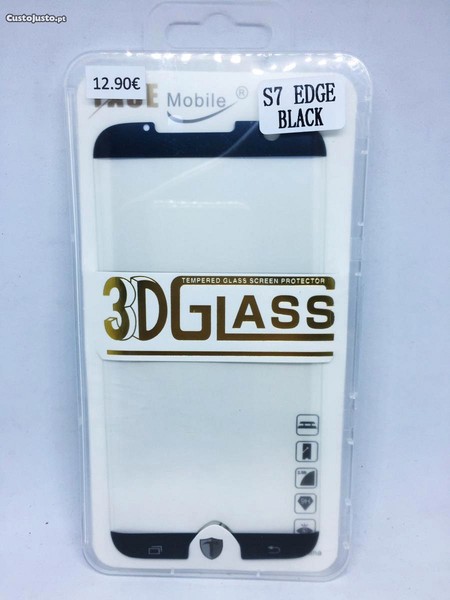 CustoJusto.pt
12.90€
Mobile®
S7 EDGE
BLACK
TEMPERED GLASS SCREEN PROTECTOR
3DGLASS